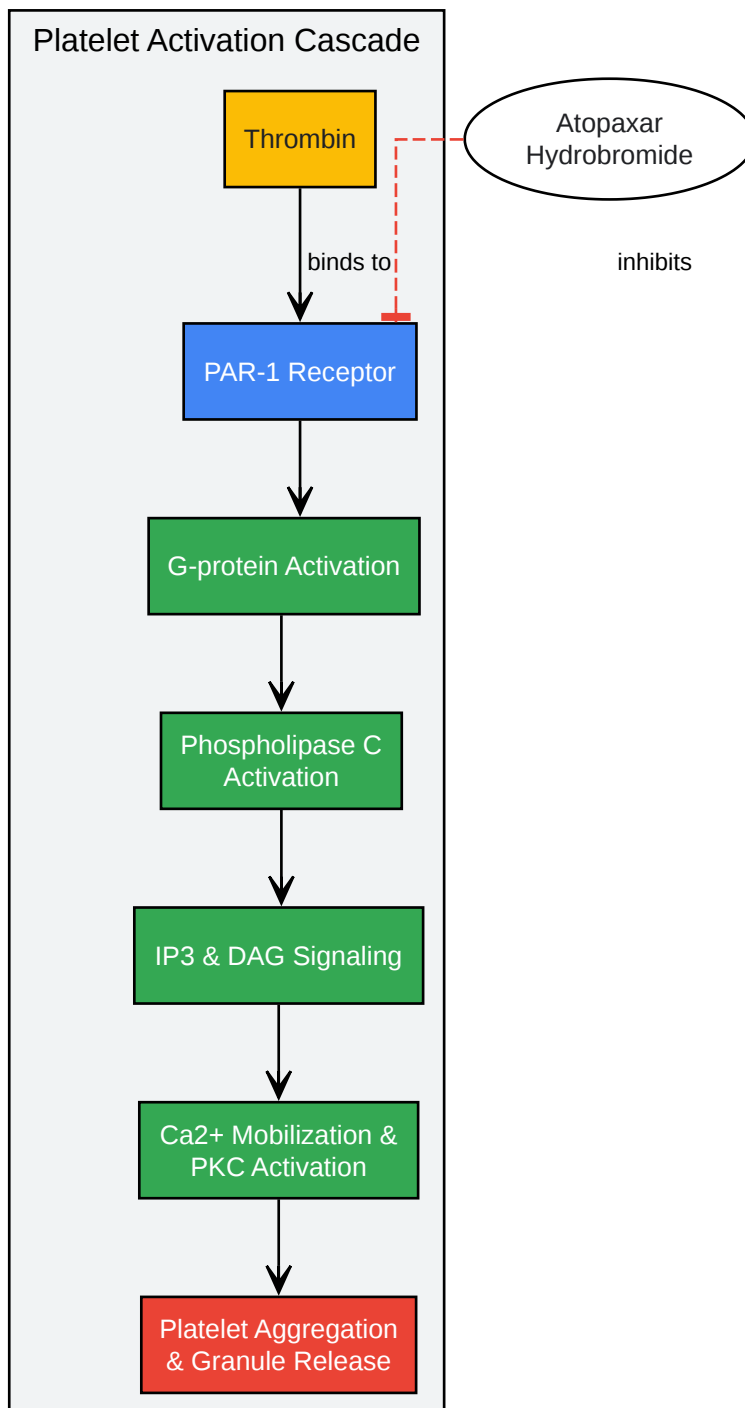 Platelet Activation Cascade
Thrombin
Atopaxar
Hydrobromide
binds to
inhibits
PAR-1 Receptor
G-protein Activation
Phospholipase C
Activation
IP3 & DAG Signaling
Ca2+ Mobilization &
PKC Activation
Platelet Aggregation
& Granule Release